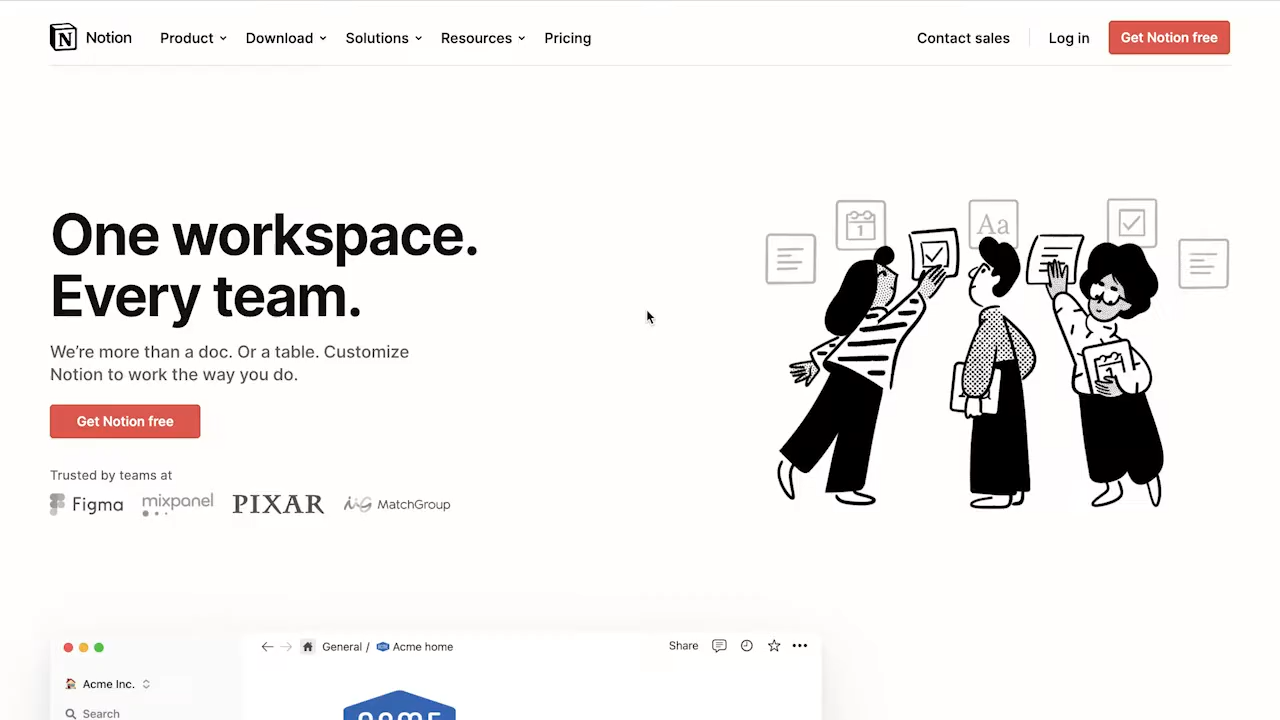 Notion Product Download Solutions Resources Pricing Contact sales Log in Get Notion free
One workspace.
Every team.
We’re more than a doc. Or a table. Customize
Notion to work the way you do.
Get Notion free
Trusted by teams at
Figma mixpanel PIXAR MatchGroup
1
Aa
1
General / Acme home Share
Acme Inc.
Search
acme